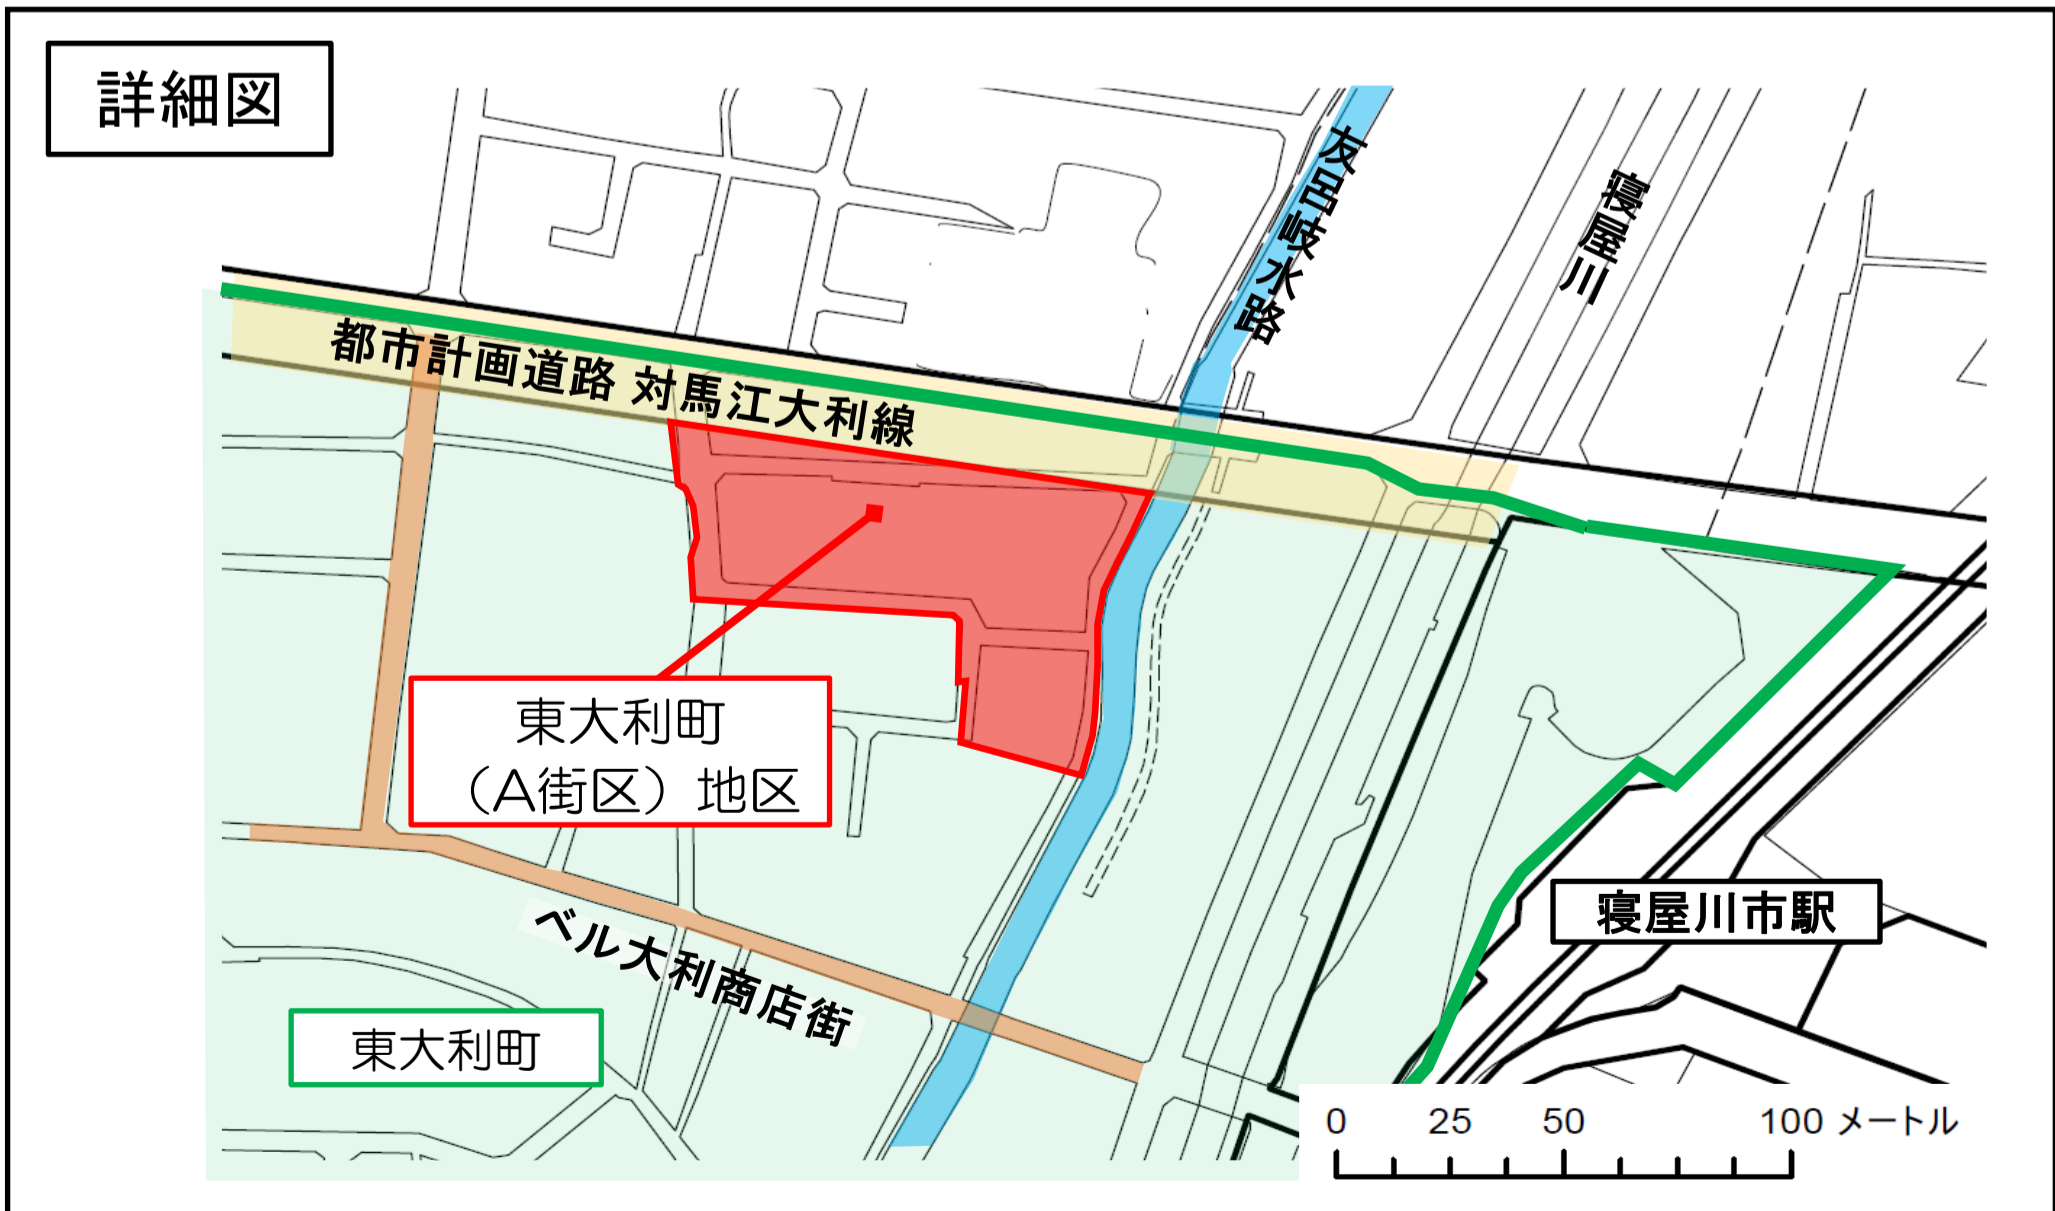 詳細図
友呂岐水路
寝屋川
都市計画道路 対馬江大利線
東大利町
（A街区）地区
寝屋川市駅
ベル大利商店街
東大利町
0 25 50 100 メートル